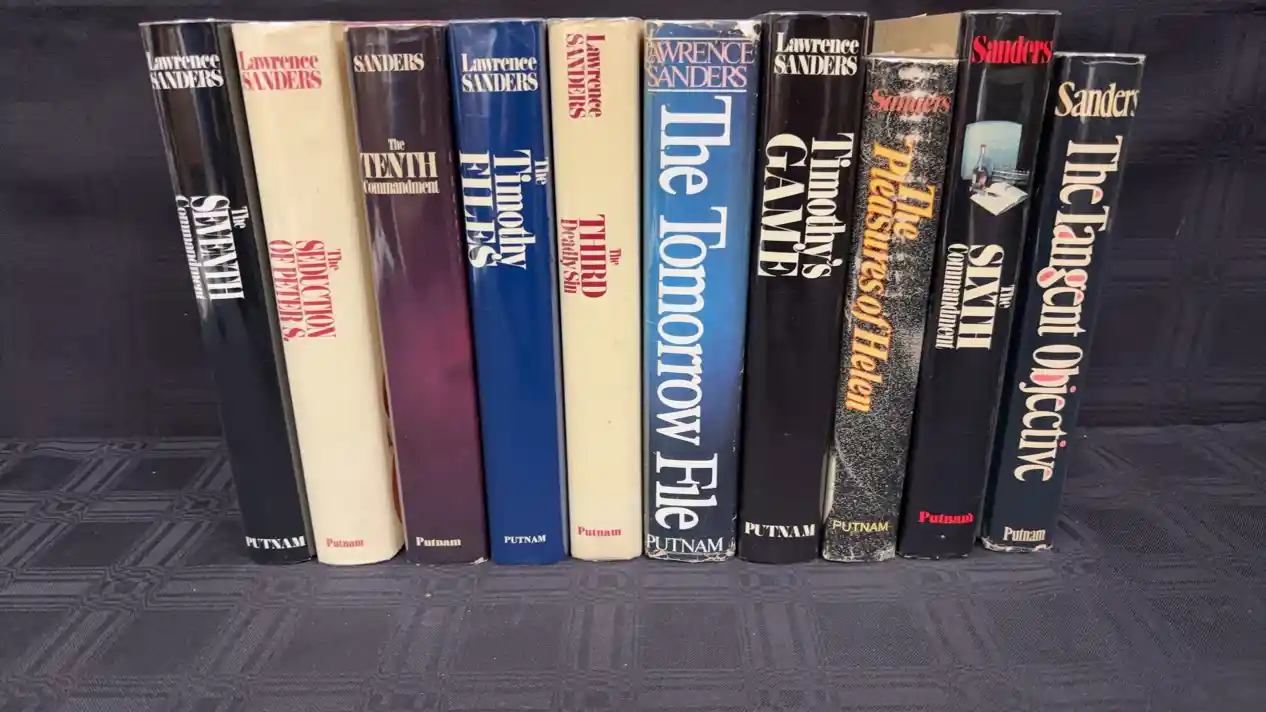 Lawrence
SANDERS
The
SEVENTH
Commandment
PUTNAM
Lawrence
SANDERS
The
SEDUCTION
OF PETER S.
Putnam
SANDERS
The
TENTH
Commandment
Putnam
Lawrence
SANDERS
The
Timothy
FILES
PUTNAM
Lawrence
SANDERS
The
THIRD
Deadly Sin
Putnam
LAWRENCE
SANDERS
The Tomorrow File
PUTNAM
Lawrence
SANDERS
Timothy's
GAME
PUTNAM
Sanders
The
Pleasures of Helen
PUTNAM
Sanders
The
SIXTH
Commandment
Putnam
Sanders
The Tangent Objective
Putnam